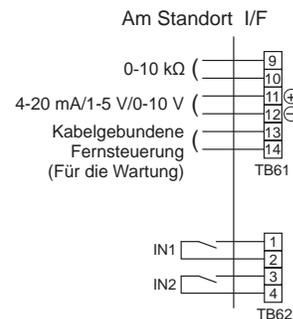 Am Standort I/F
0-10 kΩ
9
10
4-20 mA/1-5 V/0-10 V
11 +
12 −
Kabelgebundene
Fernsteuerung
(Für die Wartung)
13
14
TB61
IN1
1
2
IN2
3
4
TB62